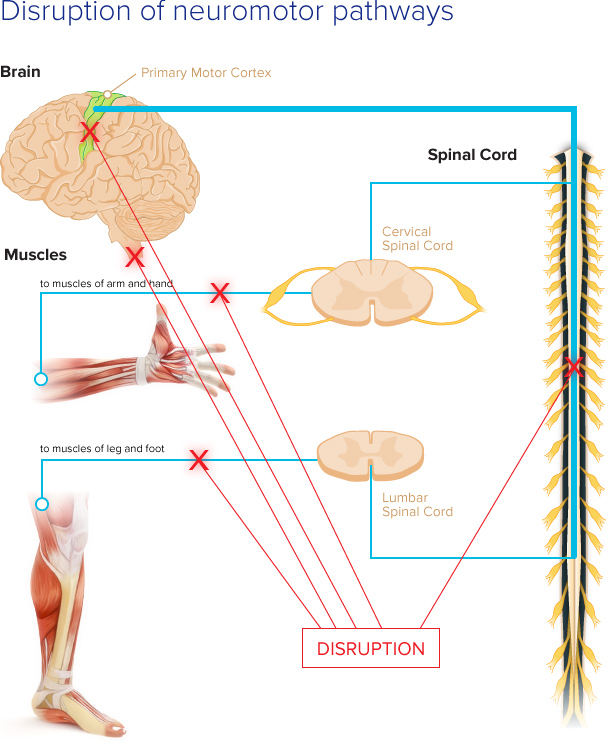 Disruption of neuromotor pathways
Brain
Primary Motor Cortex
Spinal Cord
Cervical
Spinal Cord
Muscles
to muscles of arm and hand
to muscles of leg and foot
Lumbar
Spinal Cord
DISRUPTION